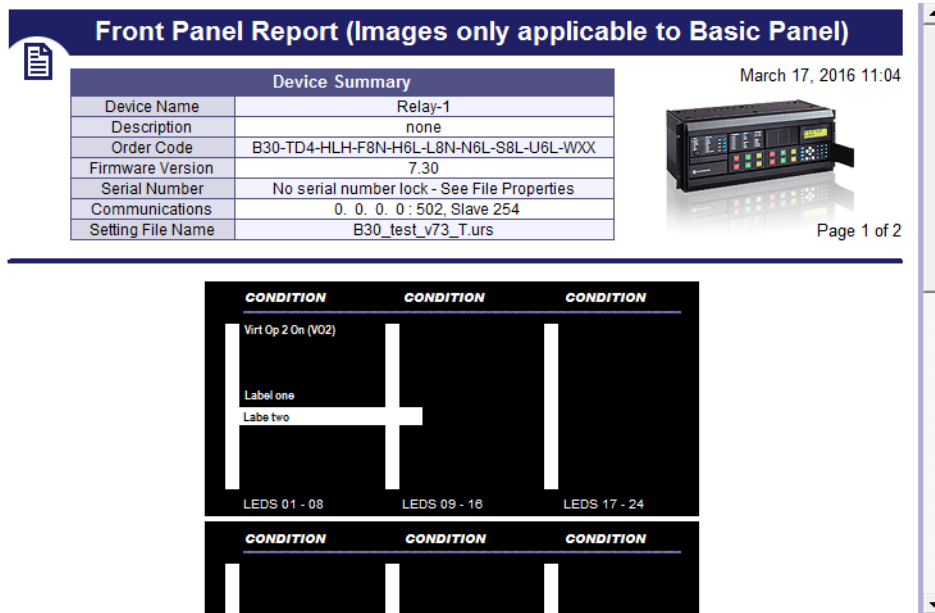 Front Panel Report (Images only applicable to Basic Panel)
March 17, 2016 11:04
Device Summary
Device Name Relay-1
Description none
Order Code B30-TD4-HLH-F8N-H6L-L8N-N6L-S8L-U6L-WXX
Firmware Version 7.30
Serial Number No serial number lock - See File Properties
Communications 0. 0. 0. 0 : 502, Slave 254
Setting File Name B30_test_v73_T.urs
Page 1 of 2
CONDITION CONDITION CONDITION
Virt Op 2 On (VO2)
Label one
Labe two
LEDS 01 - 08 LEDS 09 - 16 LEDS 17 - 24
CONDITION CONDITION CONDITION